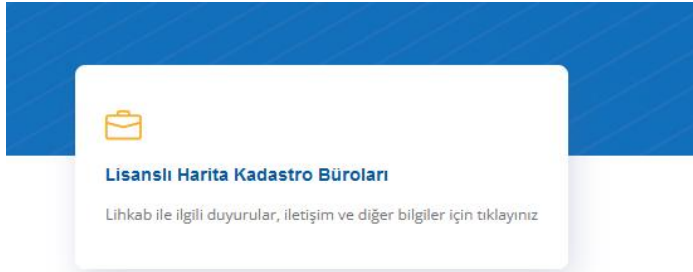 Lisanslı Harita Kadastro Büroları
Lihkab ile ilgili duyurular, iletişim ve diğer bilgiler için tıklayınız